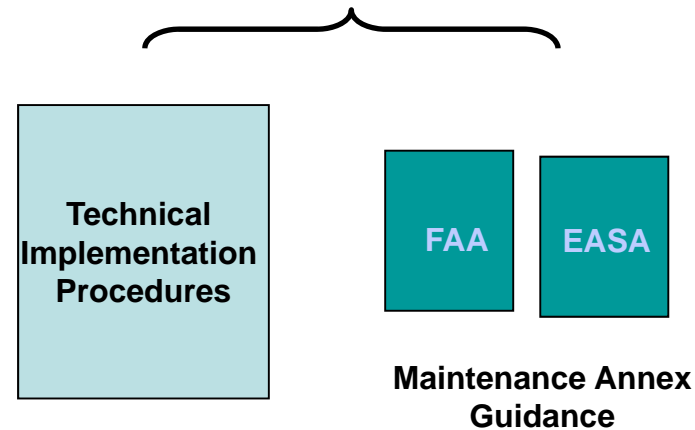 Technical
Implementation
Procedures
FAA
EASA
Maintenance Annex
Guidance